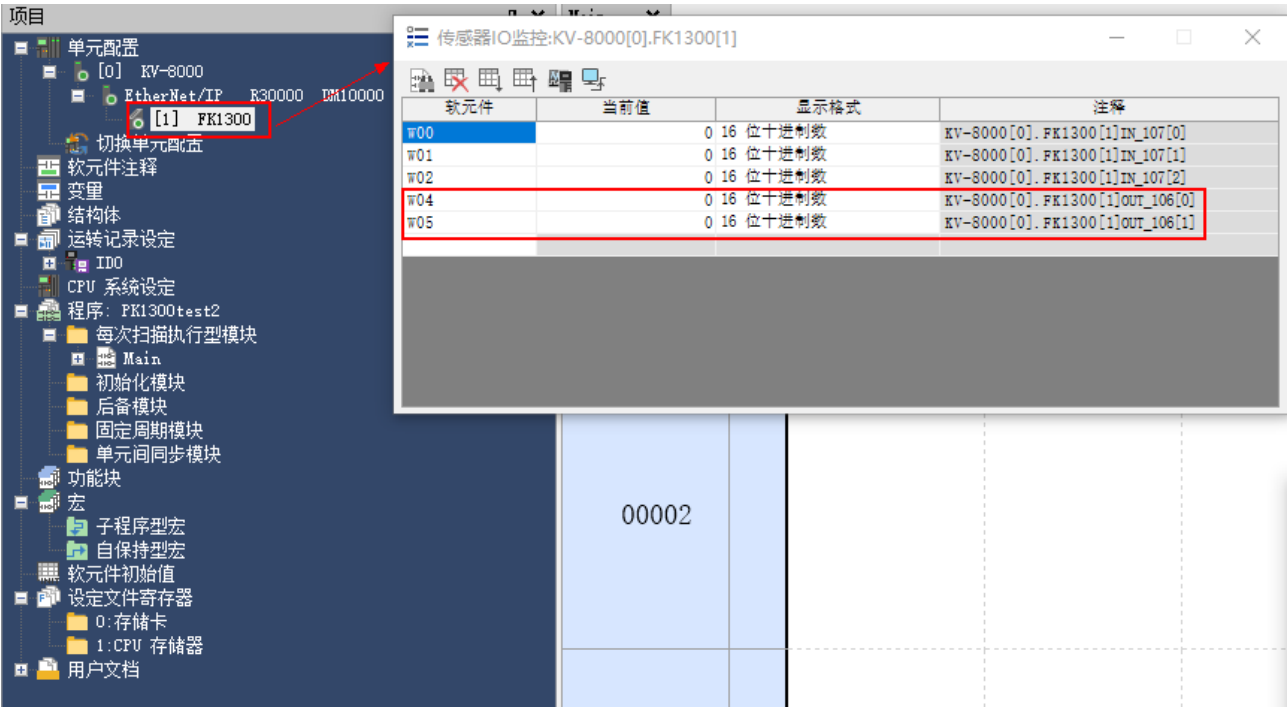 项目
单元配置
[0] KV-8000
EtherNet/IP R30000 DM10000
[1] FK1300
切换单元配置
软元件注释
变量
结构体
运转记录设定
ID0
CPU 系统设定
程序: PK1300test2
每次扫描执行型模块
Main
初始化模块
后备模块
固定周期模块
单元间同步模块
功能块
宏
子程序型宏
自保持型宏
软元件初始值
设定文件寄存器
0:存储卡
1:CPU 存储器
用户文档
传感器IO监控:KV-8000[0].FK1300[1]
软元件 当前值 显示格式 注释
W00 0 16 位十进制数 KV-8000[0].FK1300[1]IN_107[0]
W01 0 16 位十进制数 KV-8000[0].FK1300[1]IN_107[1]
W02 0 16 位十进制数 KV-8000[0].FK1300[1]IN_107[2]
W04 0 16 位十进制数 KV-8000[0].FK1300[1]OUT_106[0]
W05 0 16 位十进制数 KV-8000[0].FK1300[1]OUT_106[1]
00002